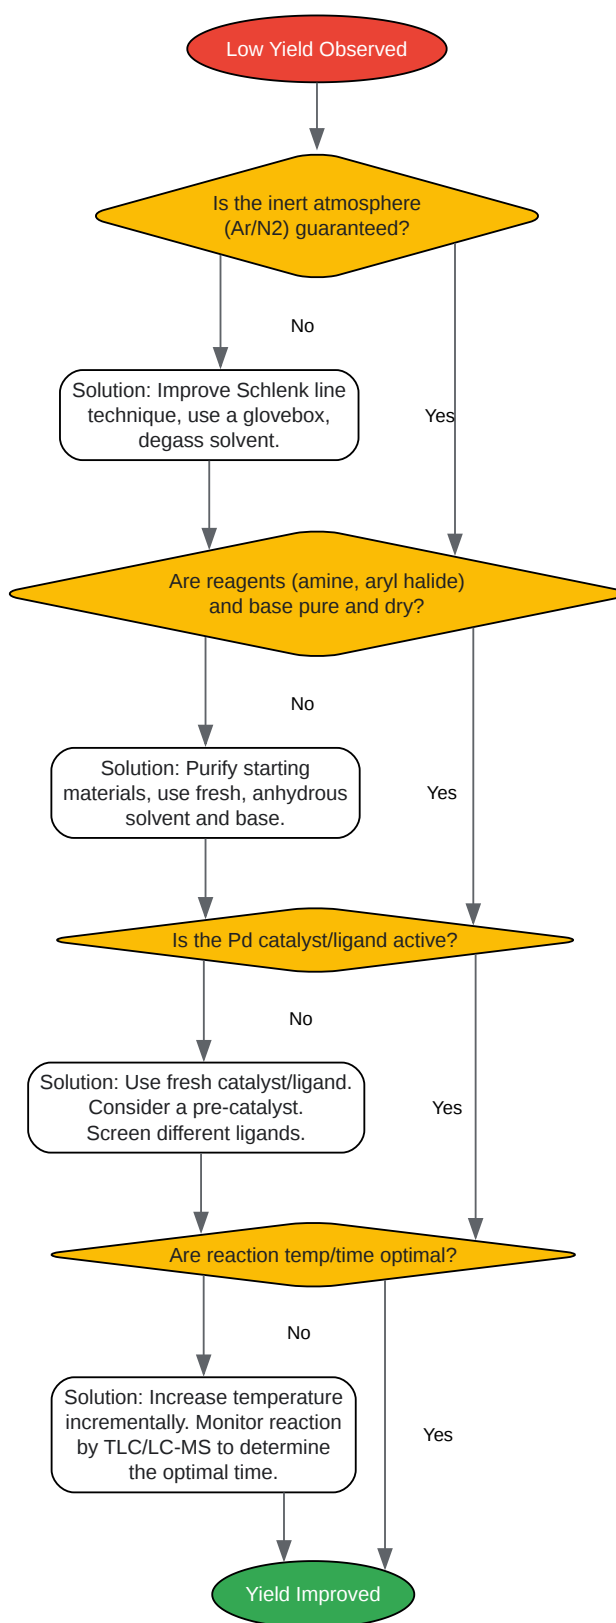 Low Yield Observed
Is the inert atmosphere
(Ar/N2) guaranteed?
No
Solution: Improve Schlenk line
technique, use a glovebox,
degass solvent.
Yes
Are reagents (amine, aryl halide)
and base pure and dry?
No
Solution: Purify starting
materials, use fresh, anhydrous
solvent and base.
Yes
Is the Pd catalyst/ligand active?
No
Solution: Use fresh catalyst/ligand.
Consider a pre-catalyst.
Screen different ligands.
Yes
Are reaction temp/time optimal?
No
Solution: Increase temperature
incrementally. Monitor reaction
by TLC/LC-MS to determine
the optimal time.
Yes
Yield Improved